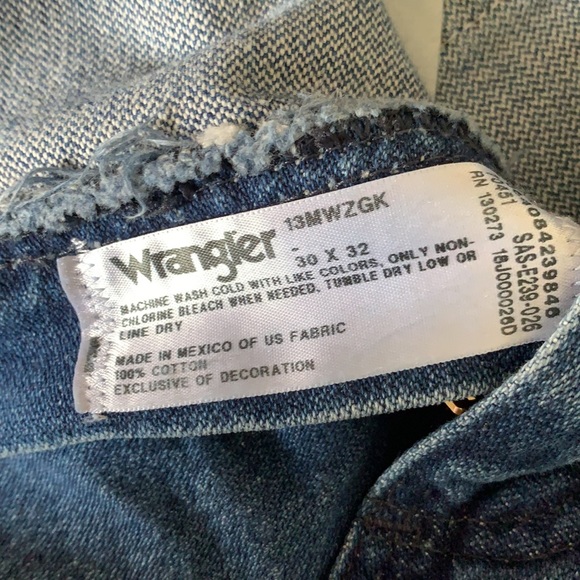 Wrangler
13MWZGK
-
30 X 32
MACHINE WASH COLD WITH LIKE COLORS, ONLY NON-
CHLORINE BLEACH WHEN NEEDED, TUMBLE DRY LOW OR
LINE DRY
MADE IN MEXICO OF US FABRIC
100% COTTON
EXCLUSIVE OF DECORATION
084239846
SAS-E239-026
RN 130273 18J000026D